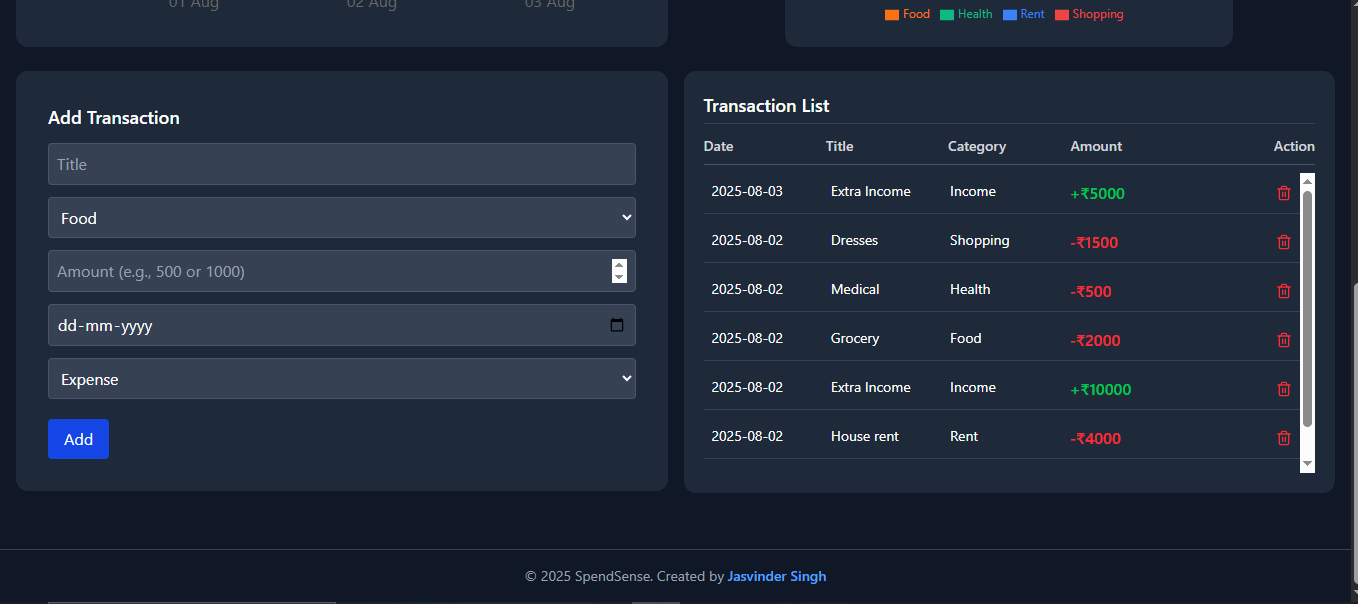 01 Aug 02 Aug 03 Aug
Food Health Rent Shopping
Add Transaction
Title
Food
Amount (e.g., 500 or 1000)
dd-mm-yyyy
Expense
Add
Transaction List
Date Title Category Amount Action
2025-08-03 Extra Income Income +₹5000
2025-08-02 Dresses Shopping -₹1500
2025-08-02 Medical Health -₹500
2025-08-02 Grocery Food -₹2000
2025-08-02 Extra Income Income +₹10000
2025-08-02 House rent Rent -₹4000
© 2025 SpendSense. Created by Jasvinder Singh